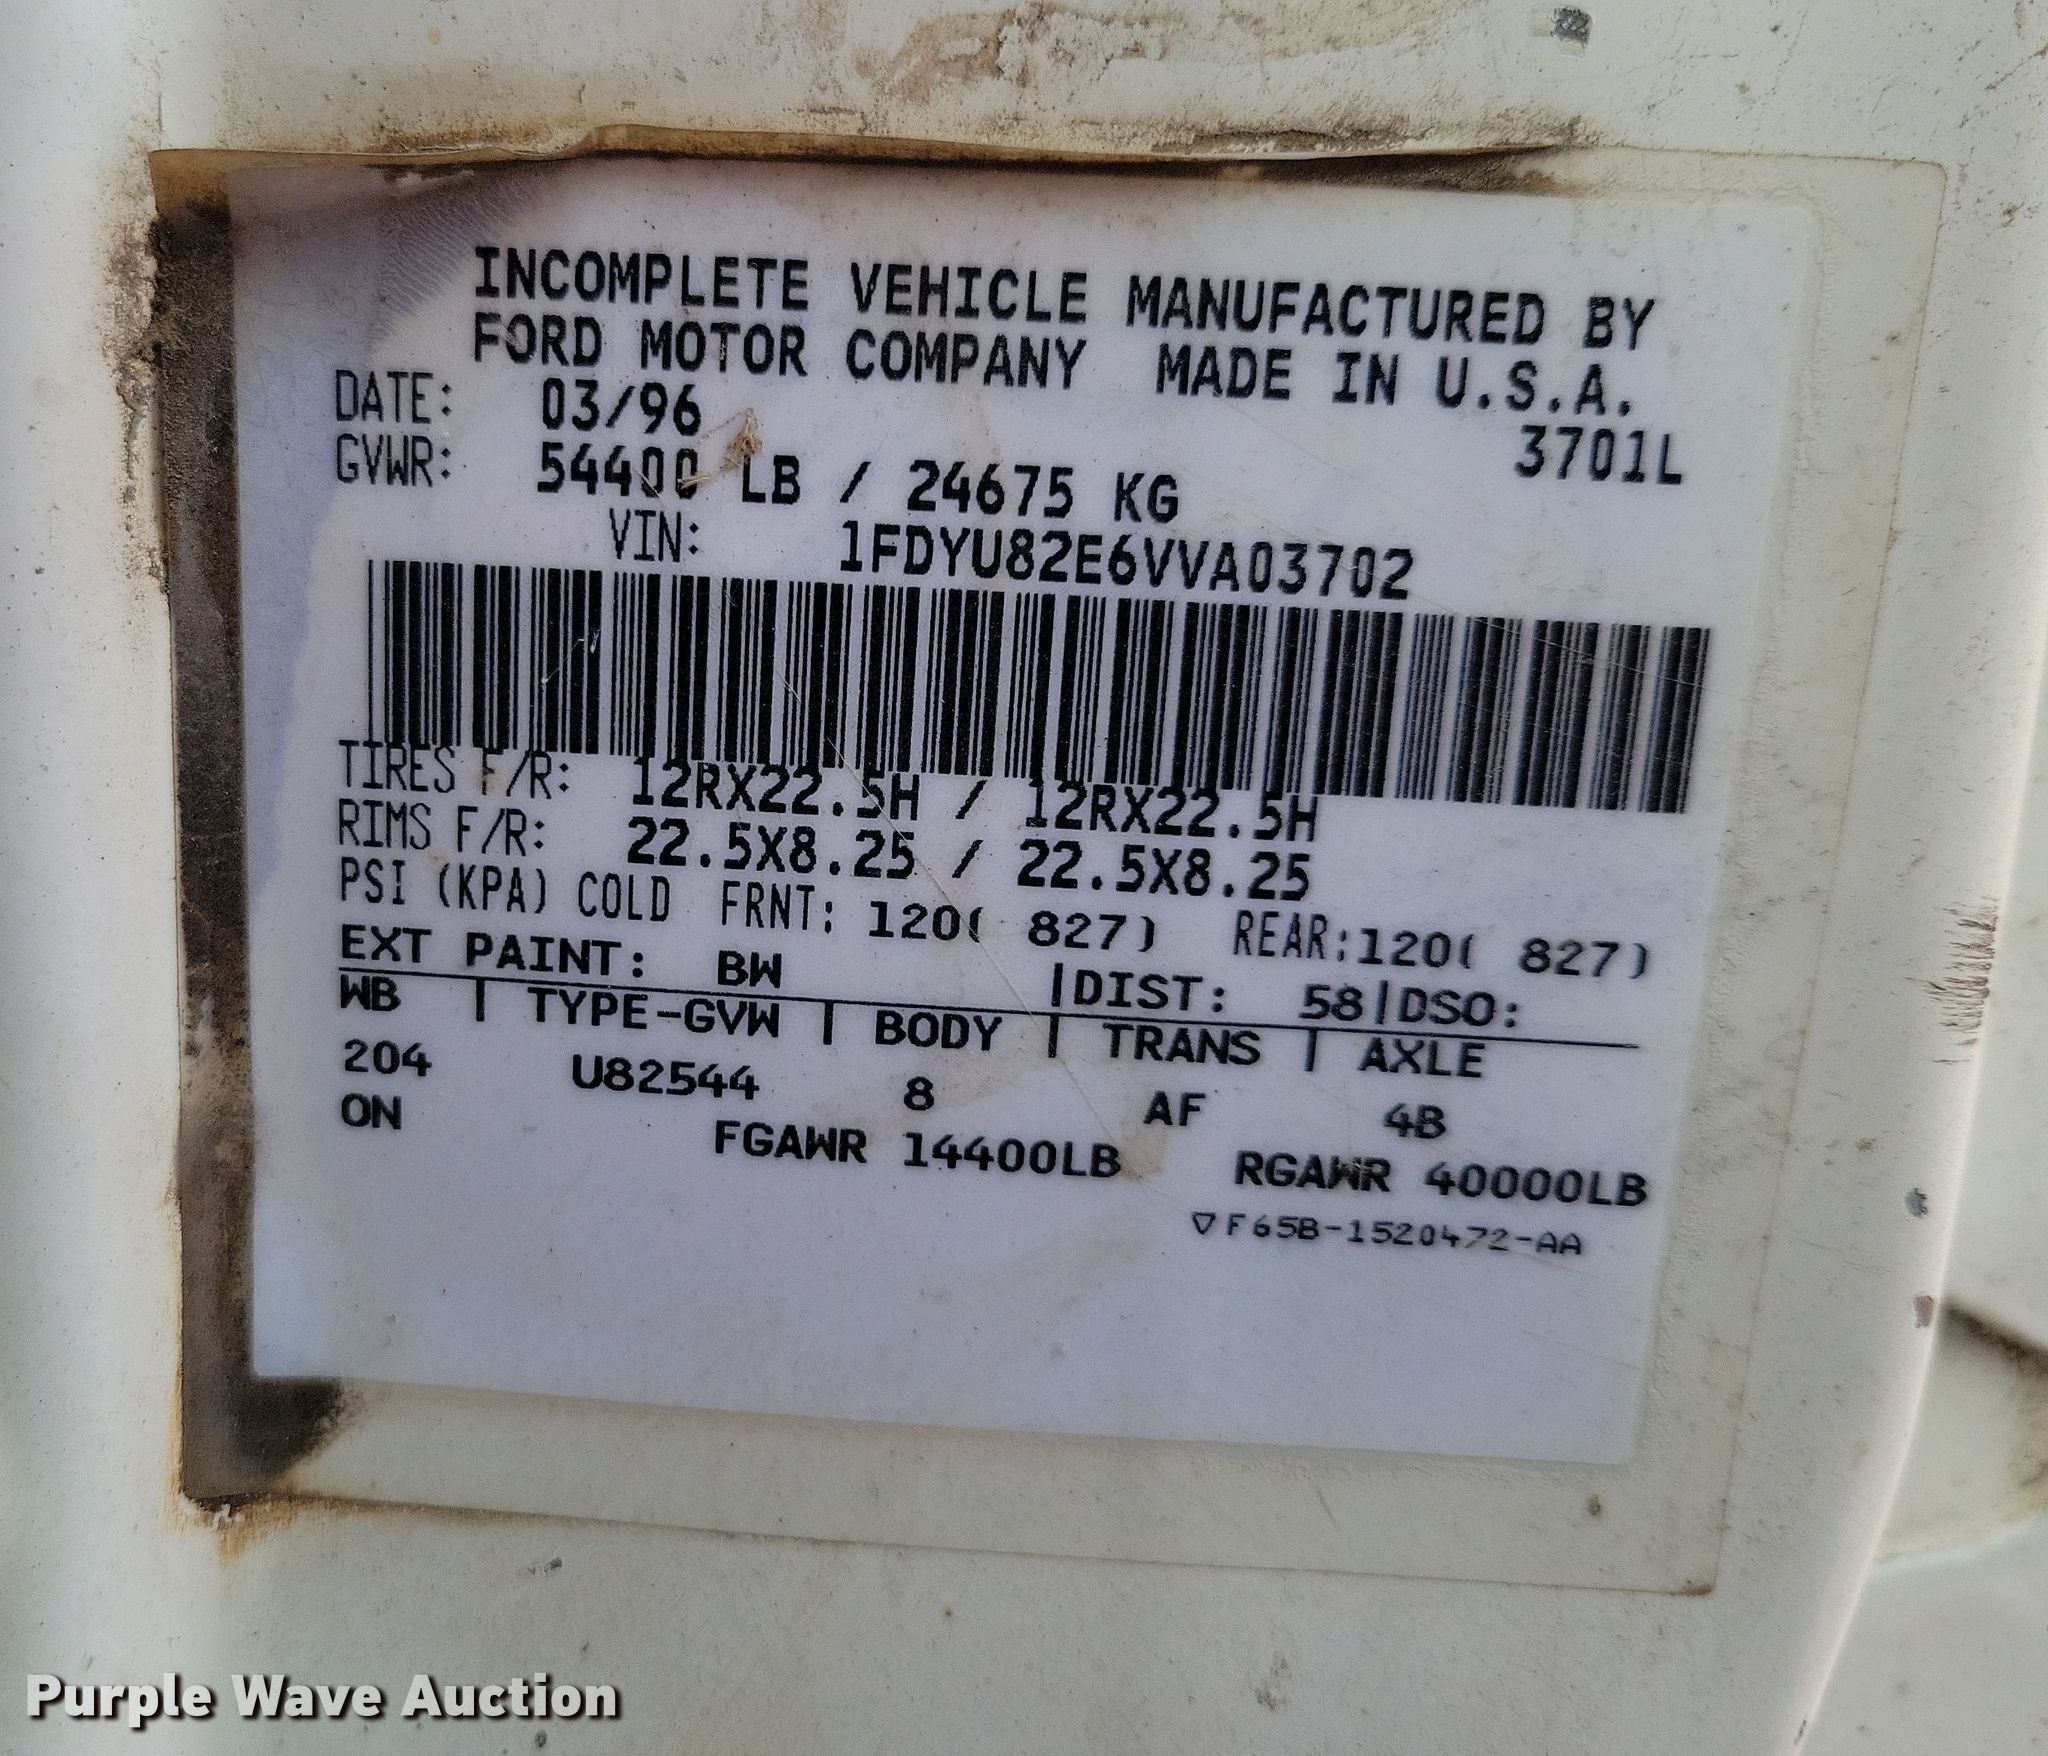 INCOMPLETE VEHICLE MANUFACTURED BY
FORD MOTOR COMPANY MADE IN U.S.A.
DATE: 03/96 3701L
GVWR: 54400 LB / 24675 KG
VIN: 1FDYU82E6VVA03702
TIRES F/R: 12RX22.5H / 12RX22.5H
RIMS F/R: 22.5X8.25 / 22.5X8.25
PSI (KPA) COLD FRNT: 120( 827) REAR:120( 827)
EXT PAINT: BW |DIST: 58|DSO:
WB | TYPE-GVW | BODY | TRANS | AXLE
204 U82544 8 AF 4B
ON FGAWR 14400LB RGAWR 40000LB
▽F65B-1520472-AA
Purple Wave Auction